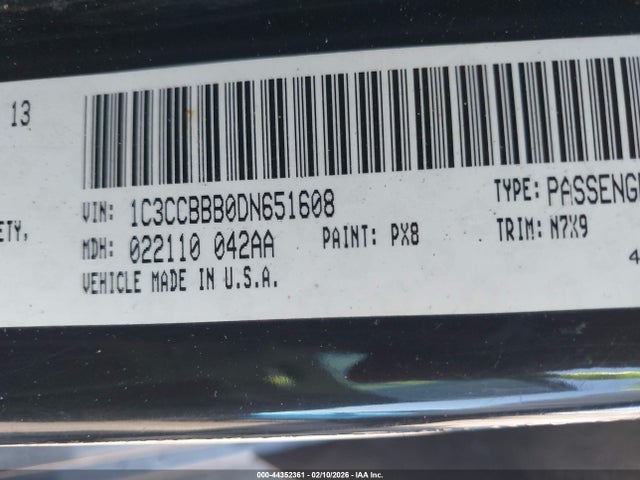 13
VIN: 1C3CCBBB0DN651608
TYPE: PASSENG
ETY,
MDH: 022110 042AA
PAINT: PX8
TRIM: N7X9
VEHICLE MADE IN U.S.A.
4
000-44352361 - 02/10/2026 - IAA Inc.